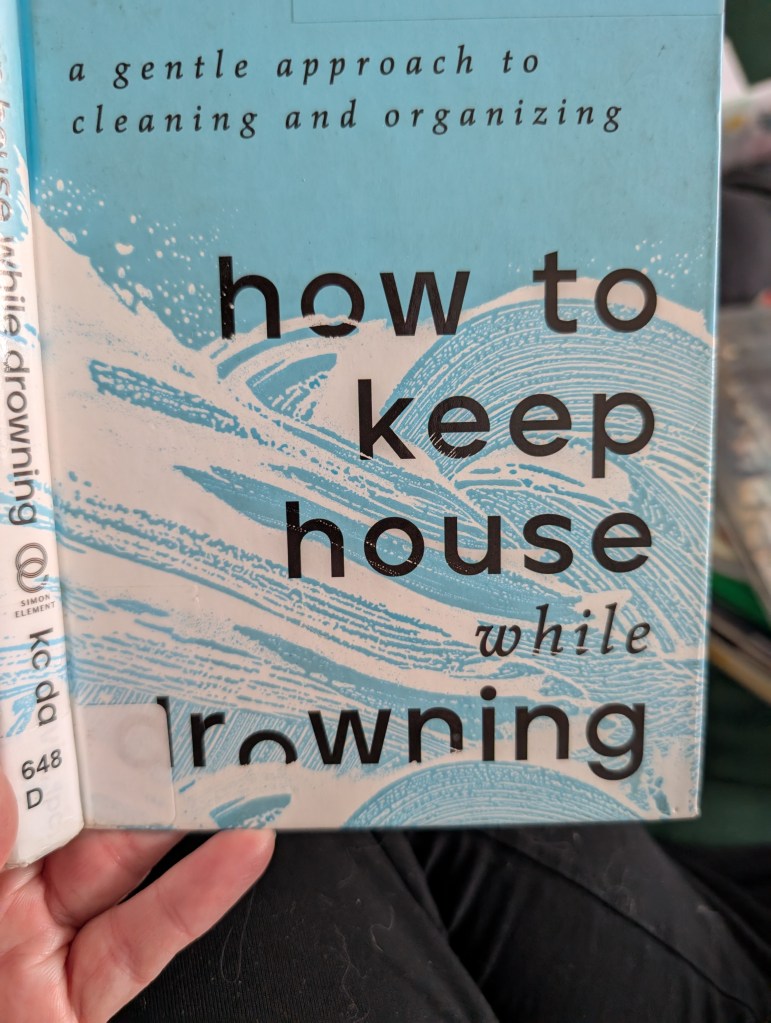 a gentle approach to
cleaning and organizing
how to
keep
house
while
drowning
house while drowning
SIMON
ELEMENT
kc da
648
D